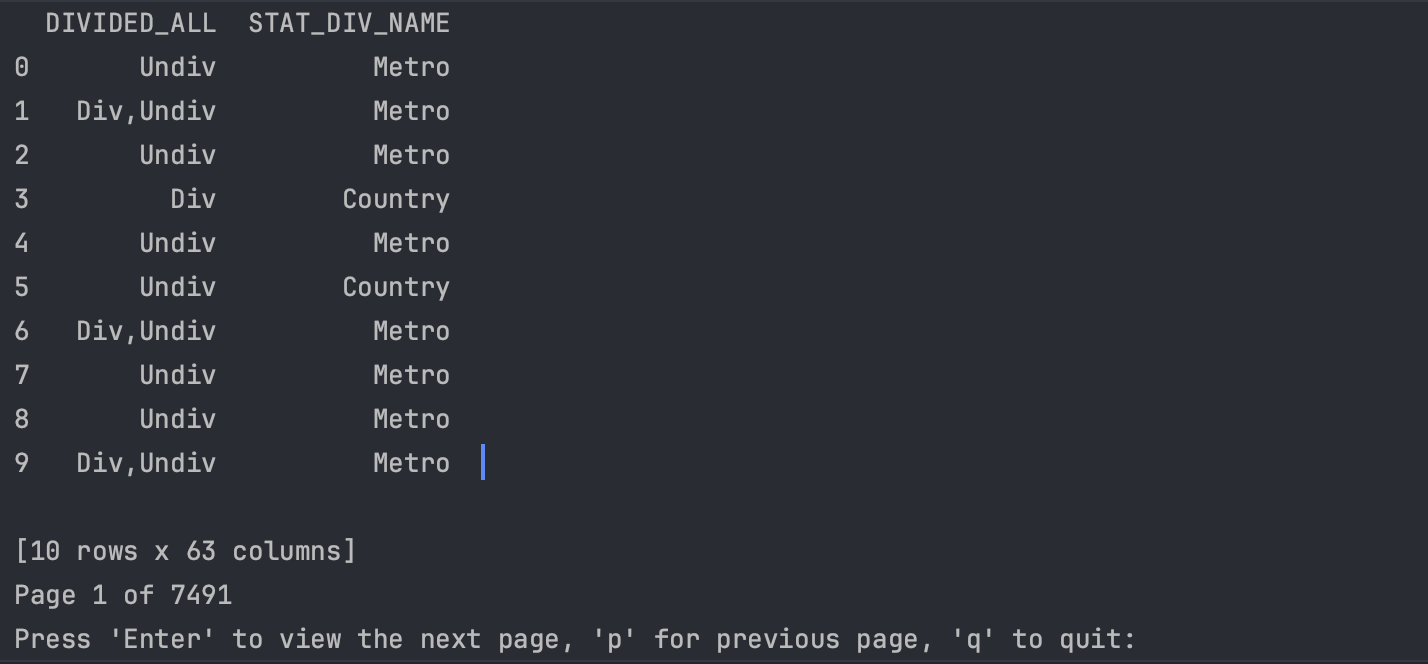 DIVIDED_ALL  STAT_DIV_NAME
0       Undiv          Metro
1   Div,Undiv          Metro
2       Undiv          Metro
3         Div        Country
4       Undiv          Metro
5       Undiv        Country
6   Div,Undiv          Metro
7       Undiv          Metro
8       Undiv          Metro
9   Div,Undiv          Metro
[10 rows x 63 columns]
Page 1 of 7491
Press 'Enter' to view the next page, 'p' for previous page, 'q' to quit: